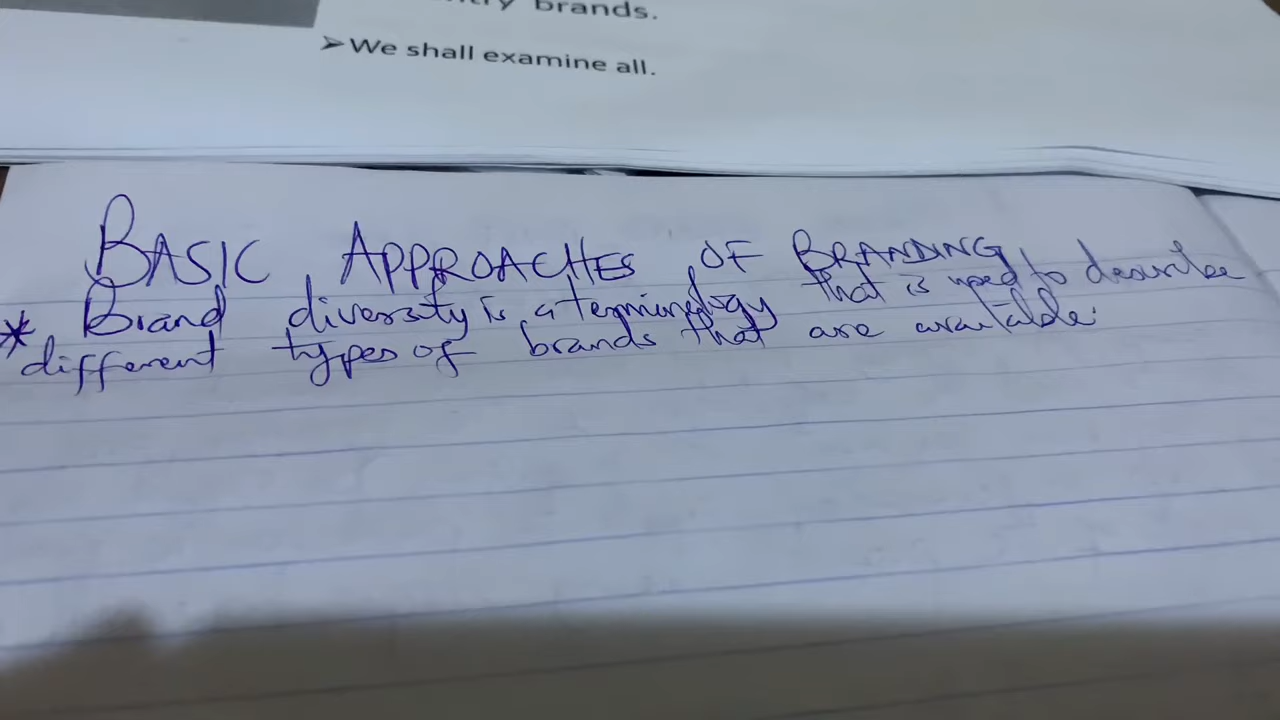 brands.
➢We shall examine all.
BASIC APPROACHES OF BRANDING
* Brand diversity is a terminology that is used to describe
different types of brands that are available.